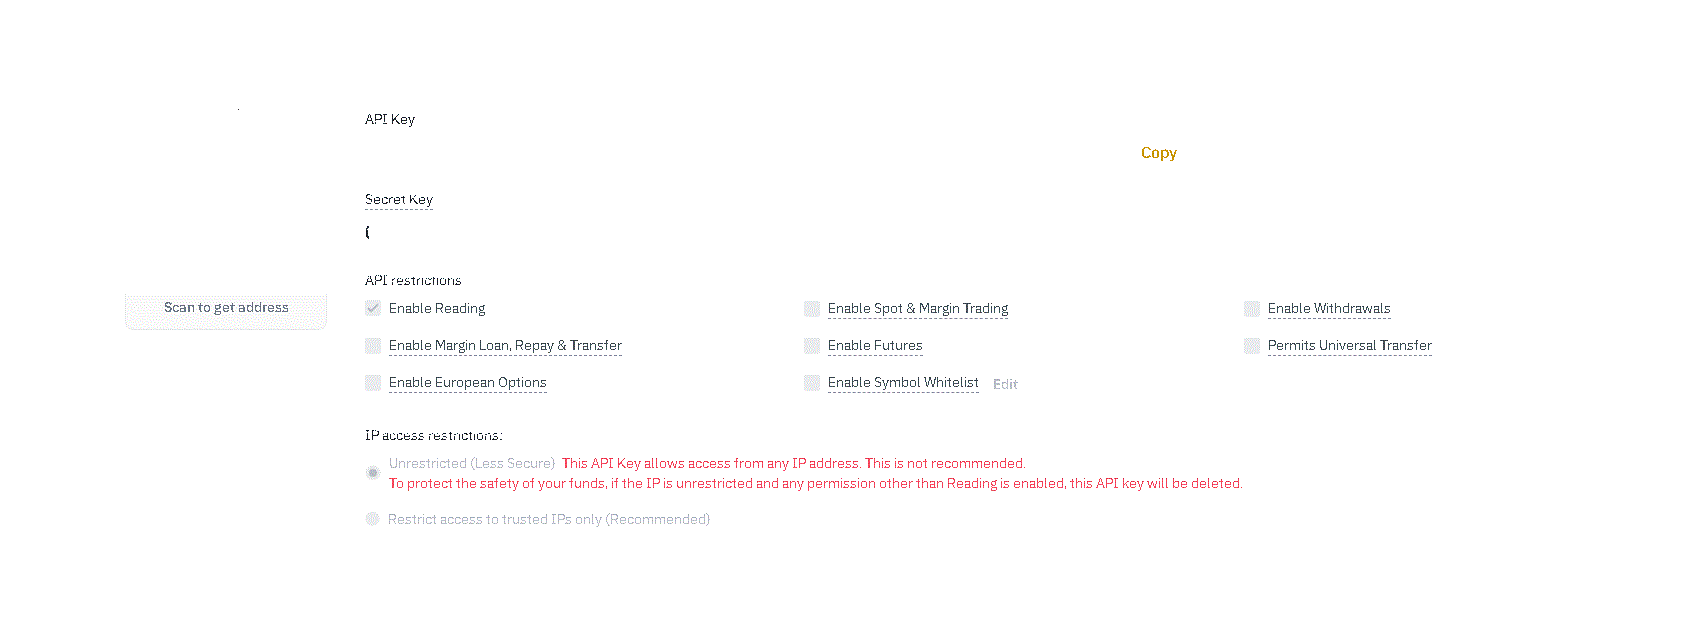 API Key
Copy
Secret Key
API restrictions
Scan to get address
Enable Reading
Enable Spot & Margin Trading
Enable Withdrawals
Enable Margin Loan, Repay & Transfer
Enable Futures
Permits Universal Transfer
Enable European Options
Enable Symbol Whitelist Edit
IP access restrictions:
Unrestricted (Less Secure) This API Key allows access from any IP address. This is not recommended.
To protect the safety of your funds, if the IP is unrestricted and any permission other than Reading is enabled, this API key will be deleted.
Restrict access to trusted IPs only (Recommended)